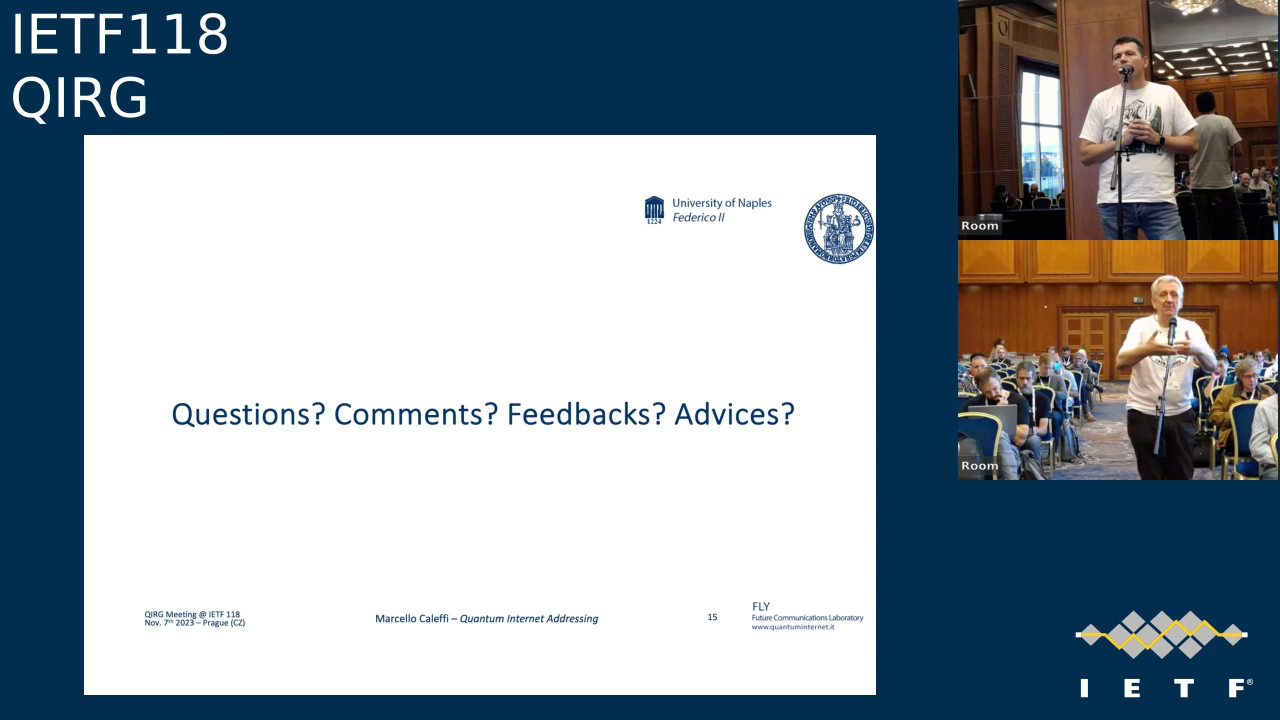 IETF118
QIRG
University of Naples
Federico II
1224
Questions? Comments? Feedbacks? Advices?
QIRG Meeting @ IETF 118
Nov. 7th 2023 – Prague (CZ)
Marcello Caleffi – Quantum Internet Addressing
15
FLY
Future Communications Laboratory
www.quantuminternet.it
Room
Room
I E T F®